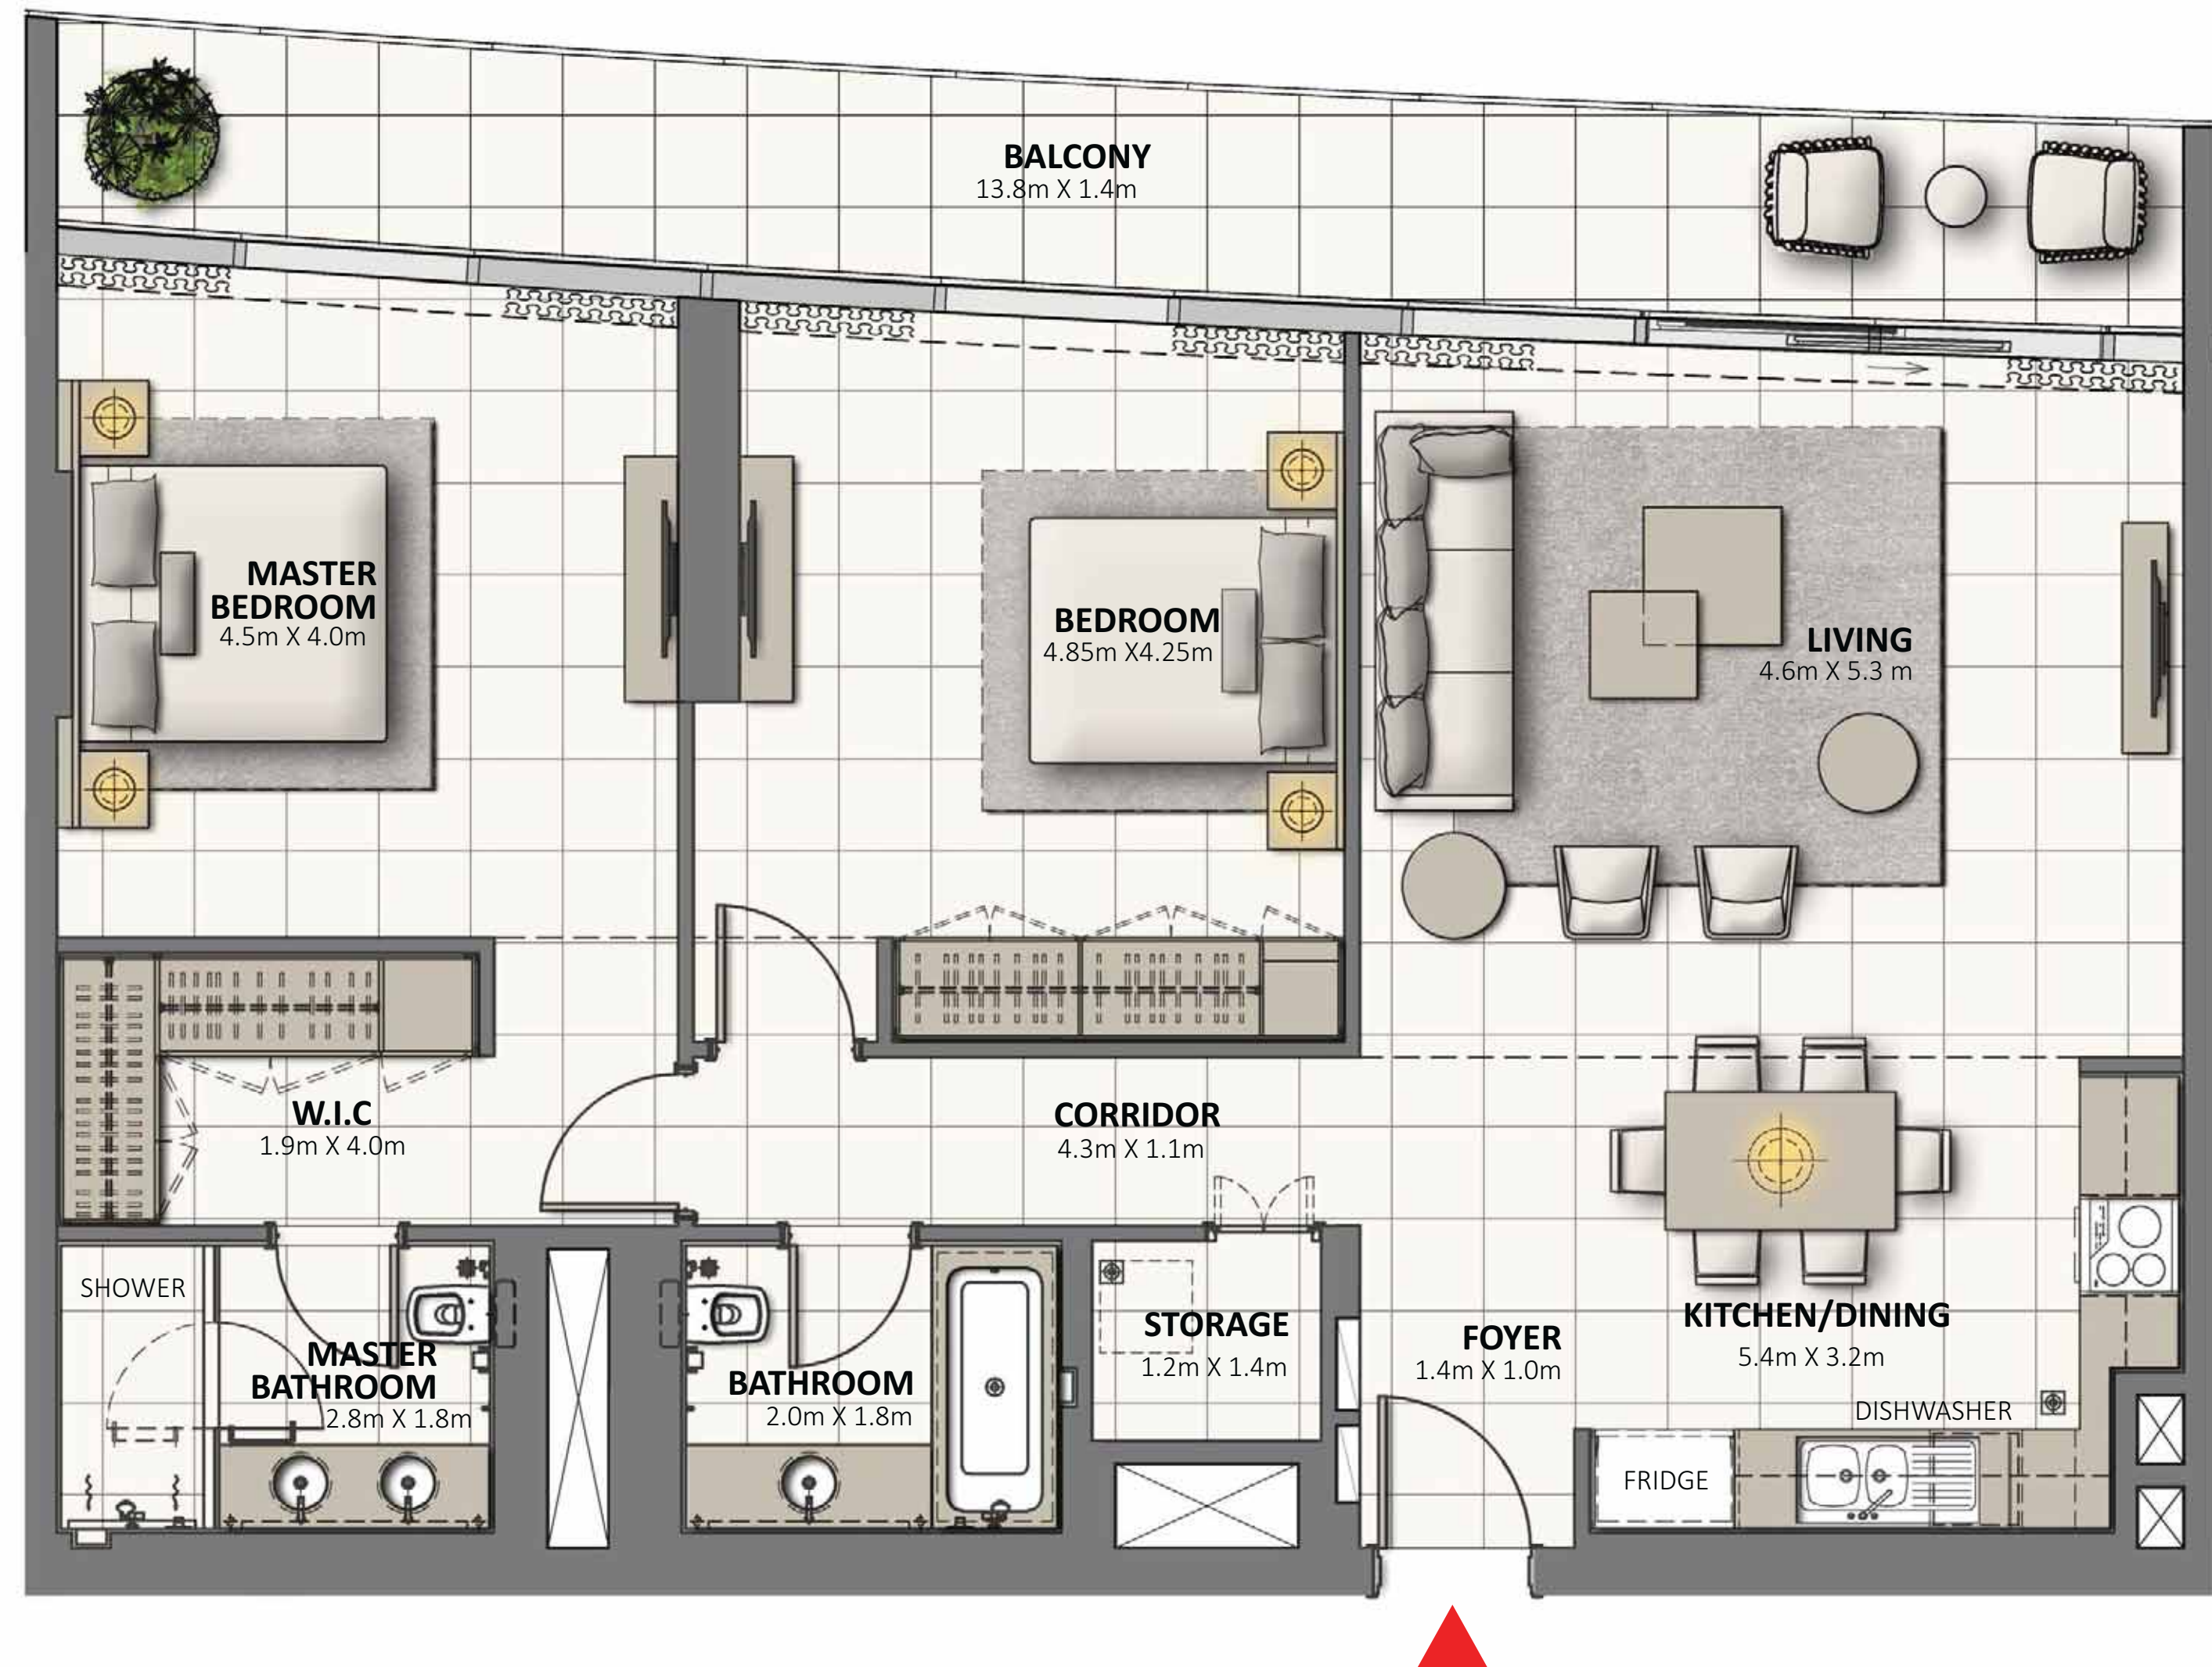 BALCONY
13.8m X 1.4m
MASTER
BEDROOM
4.5m X 4.0m
BEDROOM
4.85m X4.25m
LIVING
4.6m X 5.3 m
W.I.C
1.9m X 4.0m
CORRIDOR
4.3m X 1.1m
SHOWER
MASTER
BATHROOM
2.8m X 1.8m
BATHROOM
2.0m X 1.8m
STORAGE
1.2m X 1.4m
FOYER
1.4m X 1.0m
KITCHEN/DINING
5.4m X 3.2m
DISHWASHER
FRIDGE